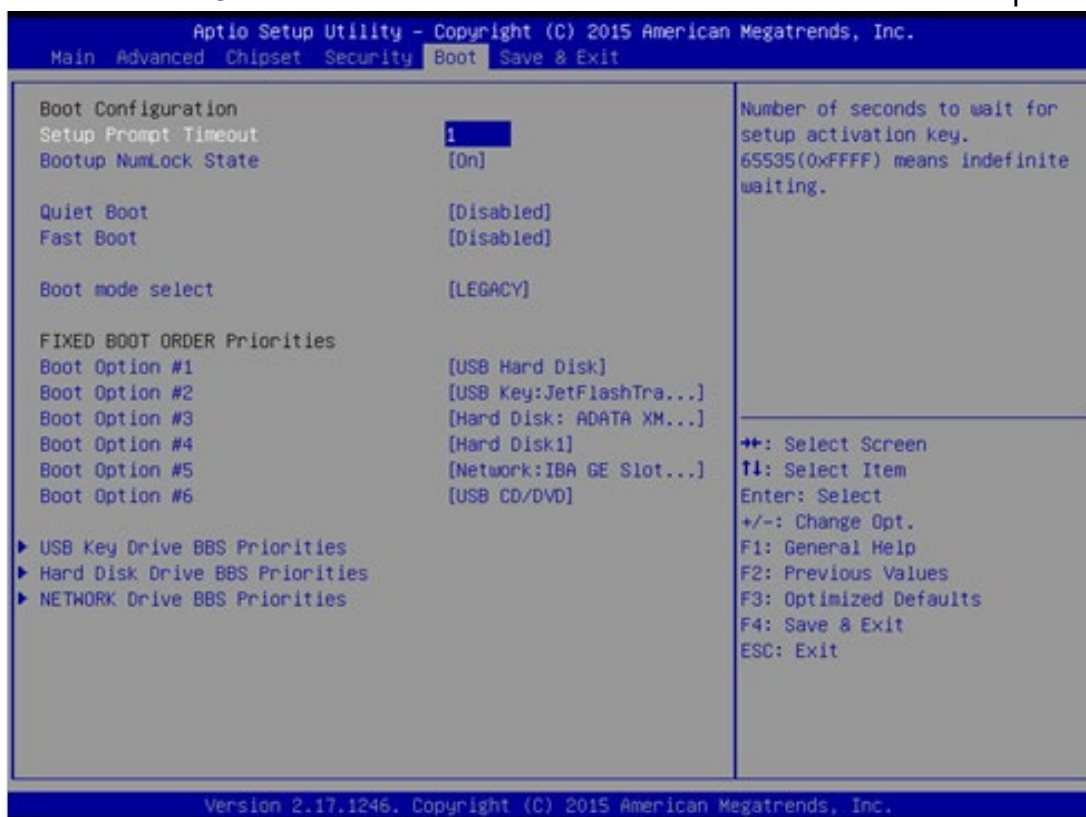 Aptio Setup Utility – Copyright (C) 2015 American Megatrends, Inc.
Main Advanced Chipset Security Boot Save & Exit
Boot Configuration
Setup Prompt Timeout 1
Bootup NumLock State [On]
Quiet Boot [Disabled]
Fast Boot [Disabled]
Boot mode select [LEGACY]
FIXED BOOT ORDER Priorities
Boot Option #1 [USB Hard Disk]
Boot Option #2 [USB Key:JetFlashTra...]
Boot Option #3 [Hard Disk: ADATA XM...]
Boot Option #4 [Hard Disk1]
Boot Option #5 [Network:IBA GE Slot...]
Boot Option #6 [USB CD/DVD]
▶ USB Key Drive BBS Priorities
▶ Hard Disk Drive BBS Priorities
▶ NETWORK Drive BBS Priorities
Number of seconds to wait for
setup activation key.
65535(0xFFFF) means indefinite
waiting.
→←: Select Screen
↑↓: Select Item
Enter: Select
+/-: Change Opt.
F1: General Help
F2: Previous Values
F3: Optimized Defaults
F4: Save & Exit
ESC: Exit
Version 2.17.1246. Copyright (C) 2015 American Megatrends, Inc.